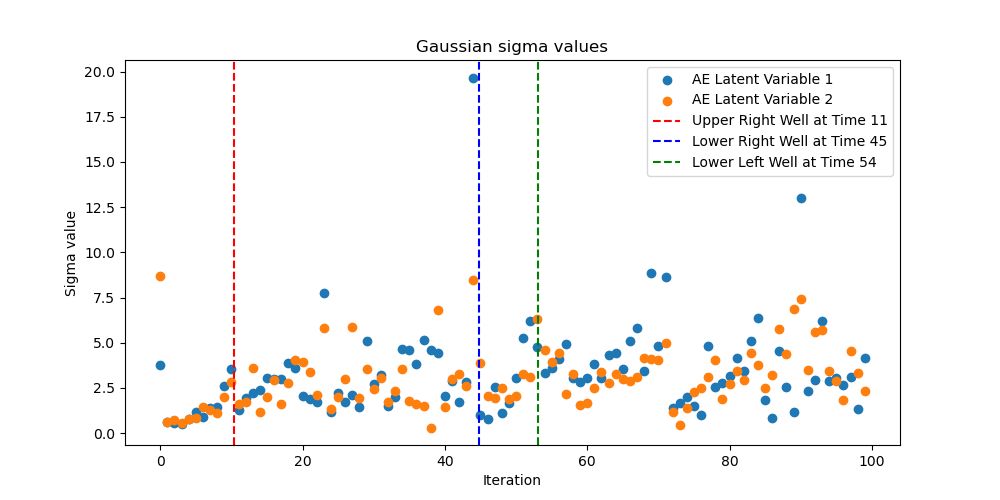 Gaussian sigma values
20.0
17.5
15.0
12.5
10.0
7.5
5.0
2.5
0.0
Sigma value
AE Latent Variable 1
AE Latent Variable 2
Upper Right Well at Time 11
Lower Right Well at Time 45
Lower Left Well at Time 54
0 20 40 60 80 100
Iteration